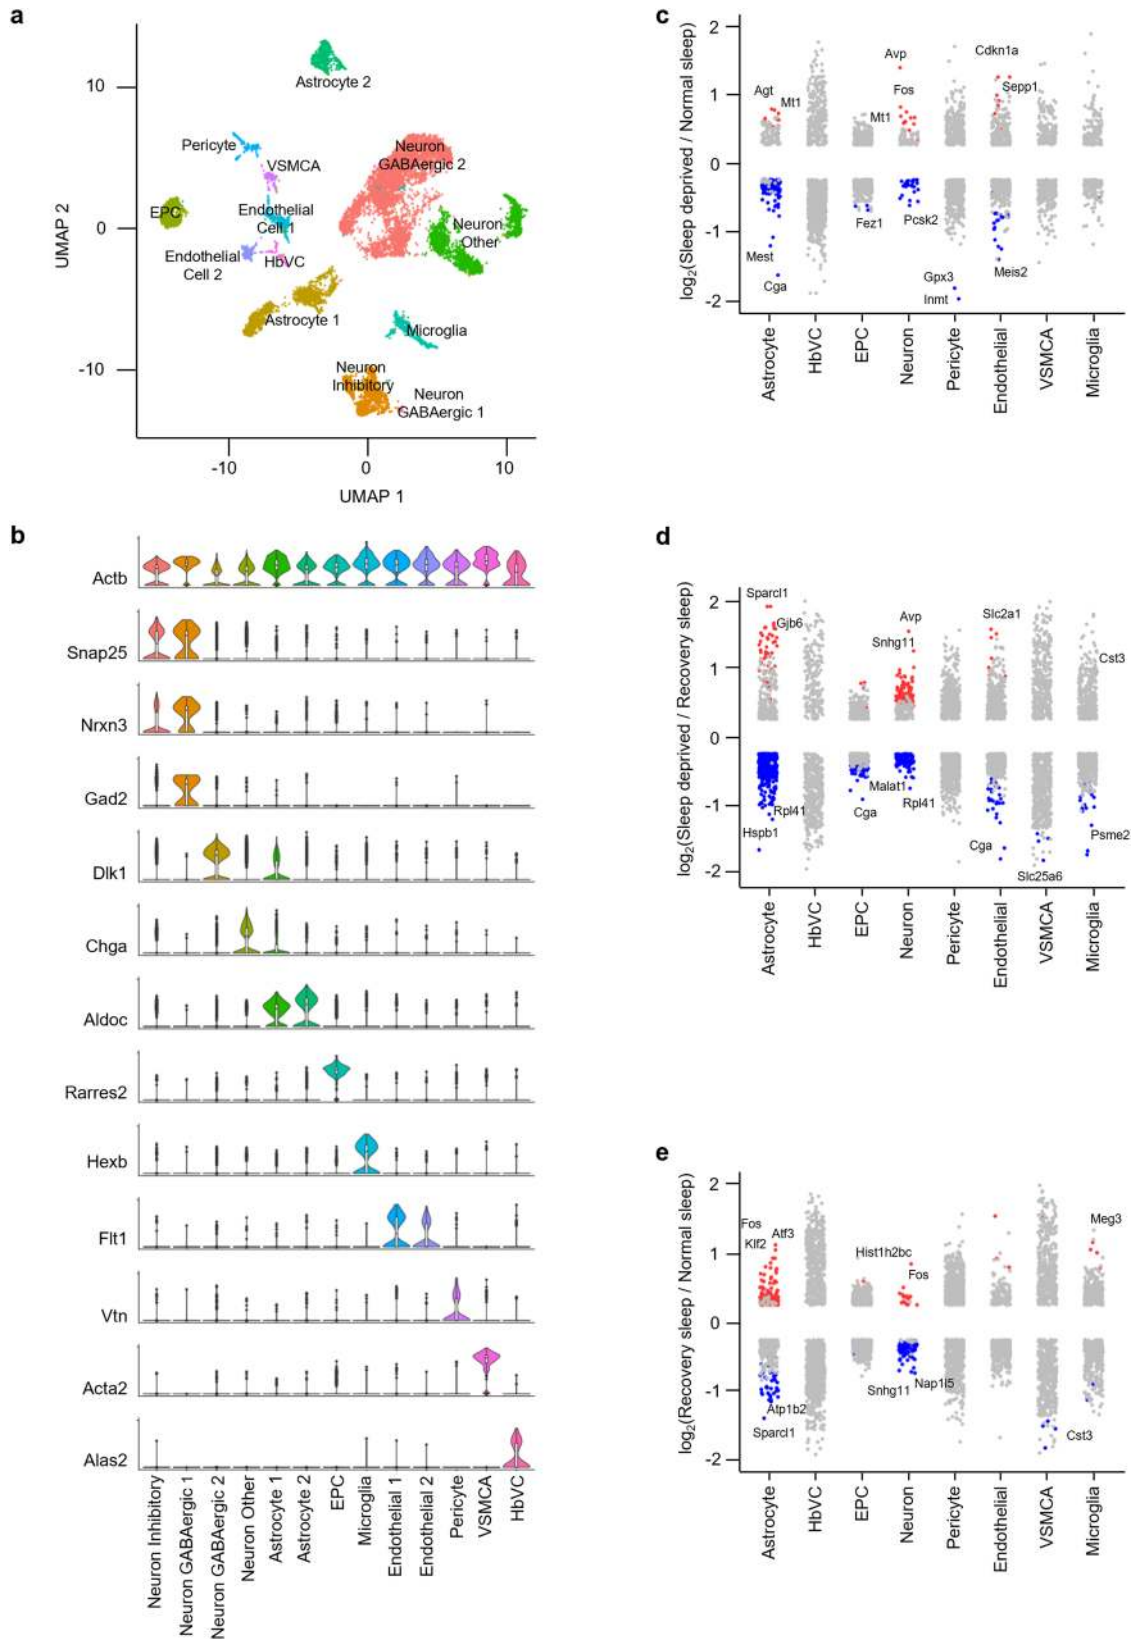 a
10
0
-10
UMAP 2
-10
0
10
UMAP 1
Astrocyte 2
Pericyte
VSMCA
Neuron
GABAergic 2
EPC
Endothelial
Cell 1
Neuron
Other
Endothelial
Cell 2
HbVC
Astrocyte 1
Microglia
Neuron
Inhibitory
Neuron
GABAergic 1
b
Actb
Snap25
Nrxn3
Gad2
Dlk1
Chga
Aldoc
Rarres2
Hexb
Flt1
Vtn
Acta2
Alas2
Neuron Inhibitory
Neuron GABAergic 1
Neuron GABAergic 2
Neuron Other
Astrocyte 1
Astrocyte 2
EPC
Microglia
Endothelial 1
Endothelial 2
Pericyte
VSMCA
HbVC
c
log2(Sleep deprived / Normal sleep)
2
1
0
-1
-2
Avp
Cdkn1a
Agt
Mt1
Fos
Sepp1
Mt1
Fez1
Pcsk2
Mest
Cga
Gpx3
Inmt
Meis2
Astrocyte
HbVC
EPC
Neuron
Pericyte
Endothelial
VSMCA
Microglia
d
log2(Sleep deprived / Recovery sleep)
2
1
0
-1
-2
Sparcl1
Gjb6
Avp
Snhg11
Slc2a1
Cst3
Rpl41
Hspb1
Malat1
Cga
Rpl41
Cga
Slc25a6
Psme2
Astrocyte
HbVC
EPC
Neuron
Pericyte
Endothelial
VSMCA
Microglia
e
log2(Recovery sleep / Normal sleep)
2
1
0
-1
-2
Fos
Klf2
Atf3
Hist1h2bc
Fos
Meg3
Atp1b2
Sparcl1
Snhg11
Nap1l5
Cst3
Astrocyte
HbVC
EPC
Neuron
Pericyte
Endothelial
VSMCA
Microglia